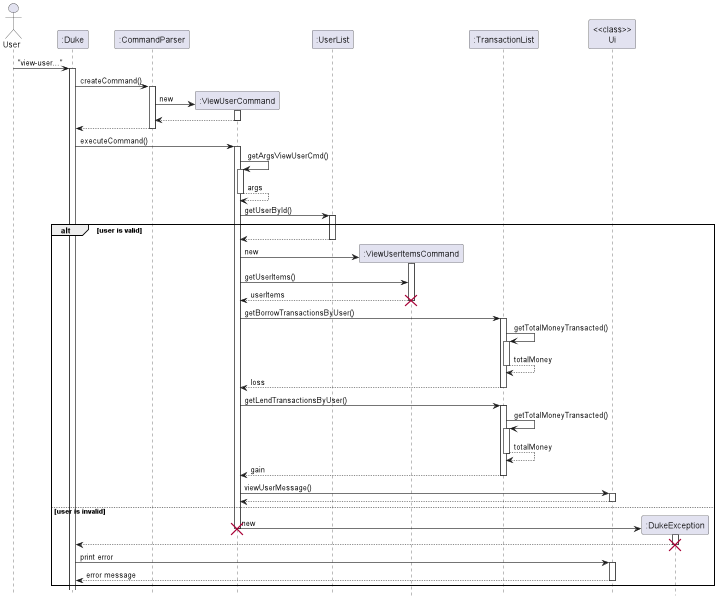 <<class>>
:Duke
:CommandParser
:UserList
:TransactionList
Ui
User
"view-user..."
createCommand()
new
:ViewUserCommand
executeCommand()
getArgsViewUserCmd()
args
getUserById()
alt
[user is valid]
new
:ViewUserItemsCommand
getUserItems()
userItems
getBorrowTransactionsByUser()
getTotalMoneyTransacted()
totalMoney
loss
getLendTransactionsByUser()
getTotalMoneyTransacted()
totalMoney
gain
viewUserMessage()
[user is invalid]
new
:DukeException
print error
error message